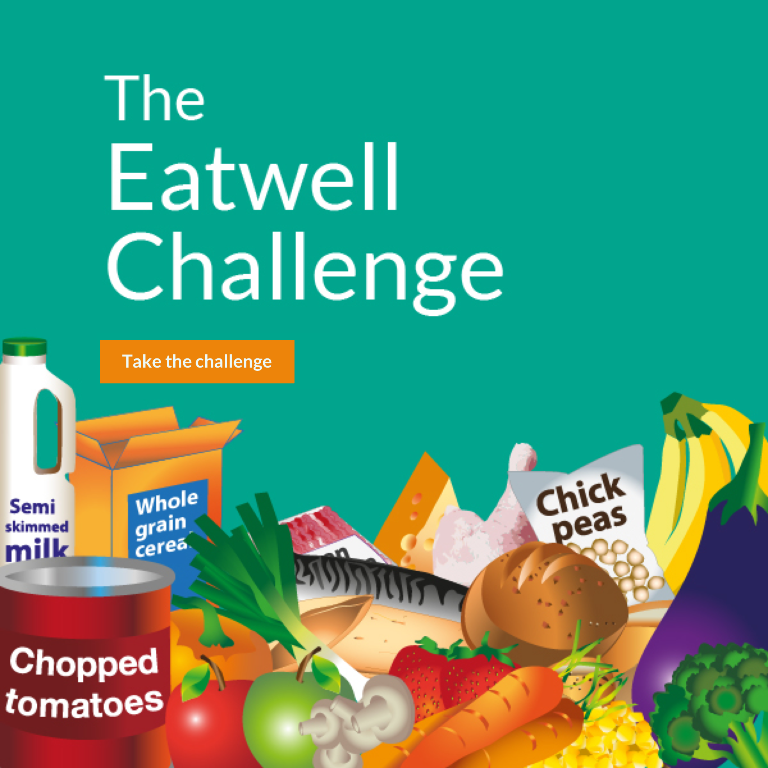 The
Eatwell
Challenge
Take the challenge
Semi
skimmed
milk
Whole
grain
Chick
peas
Chopped
tomatoes